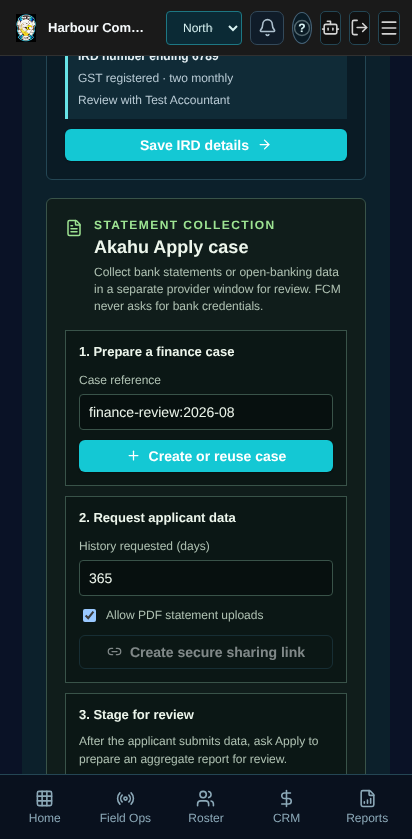 Harbour Com...
North
IRD number ending 6789
GST registered · two monthly
Review with Test Accountant
Save IRD details
STATEMENT COLLECTION
Akahu Apply case
Collect bank statements or open-banking data
in a separate provider window for review. FCM
never asks for bank credentials.
1. Prepare a finance case
Case reference
finance-review:2026-08
Create or reuse case
2. Request applicant data
History requested (days)
365
Allow PDF statement uploads
Create secure sharing link
3. Stage for review
After the applicant submits data, ask Apply to
prepare an aggregate report for review.
Home
Field Ops
Roster
CRM
Reports